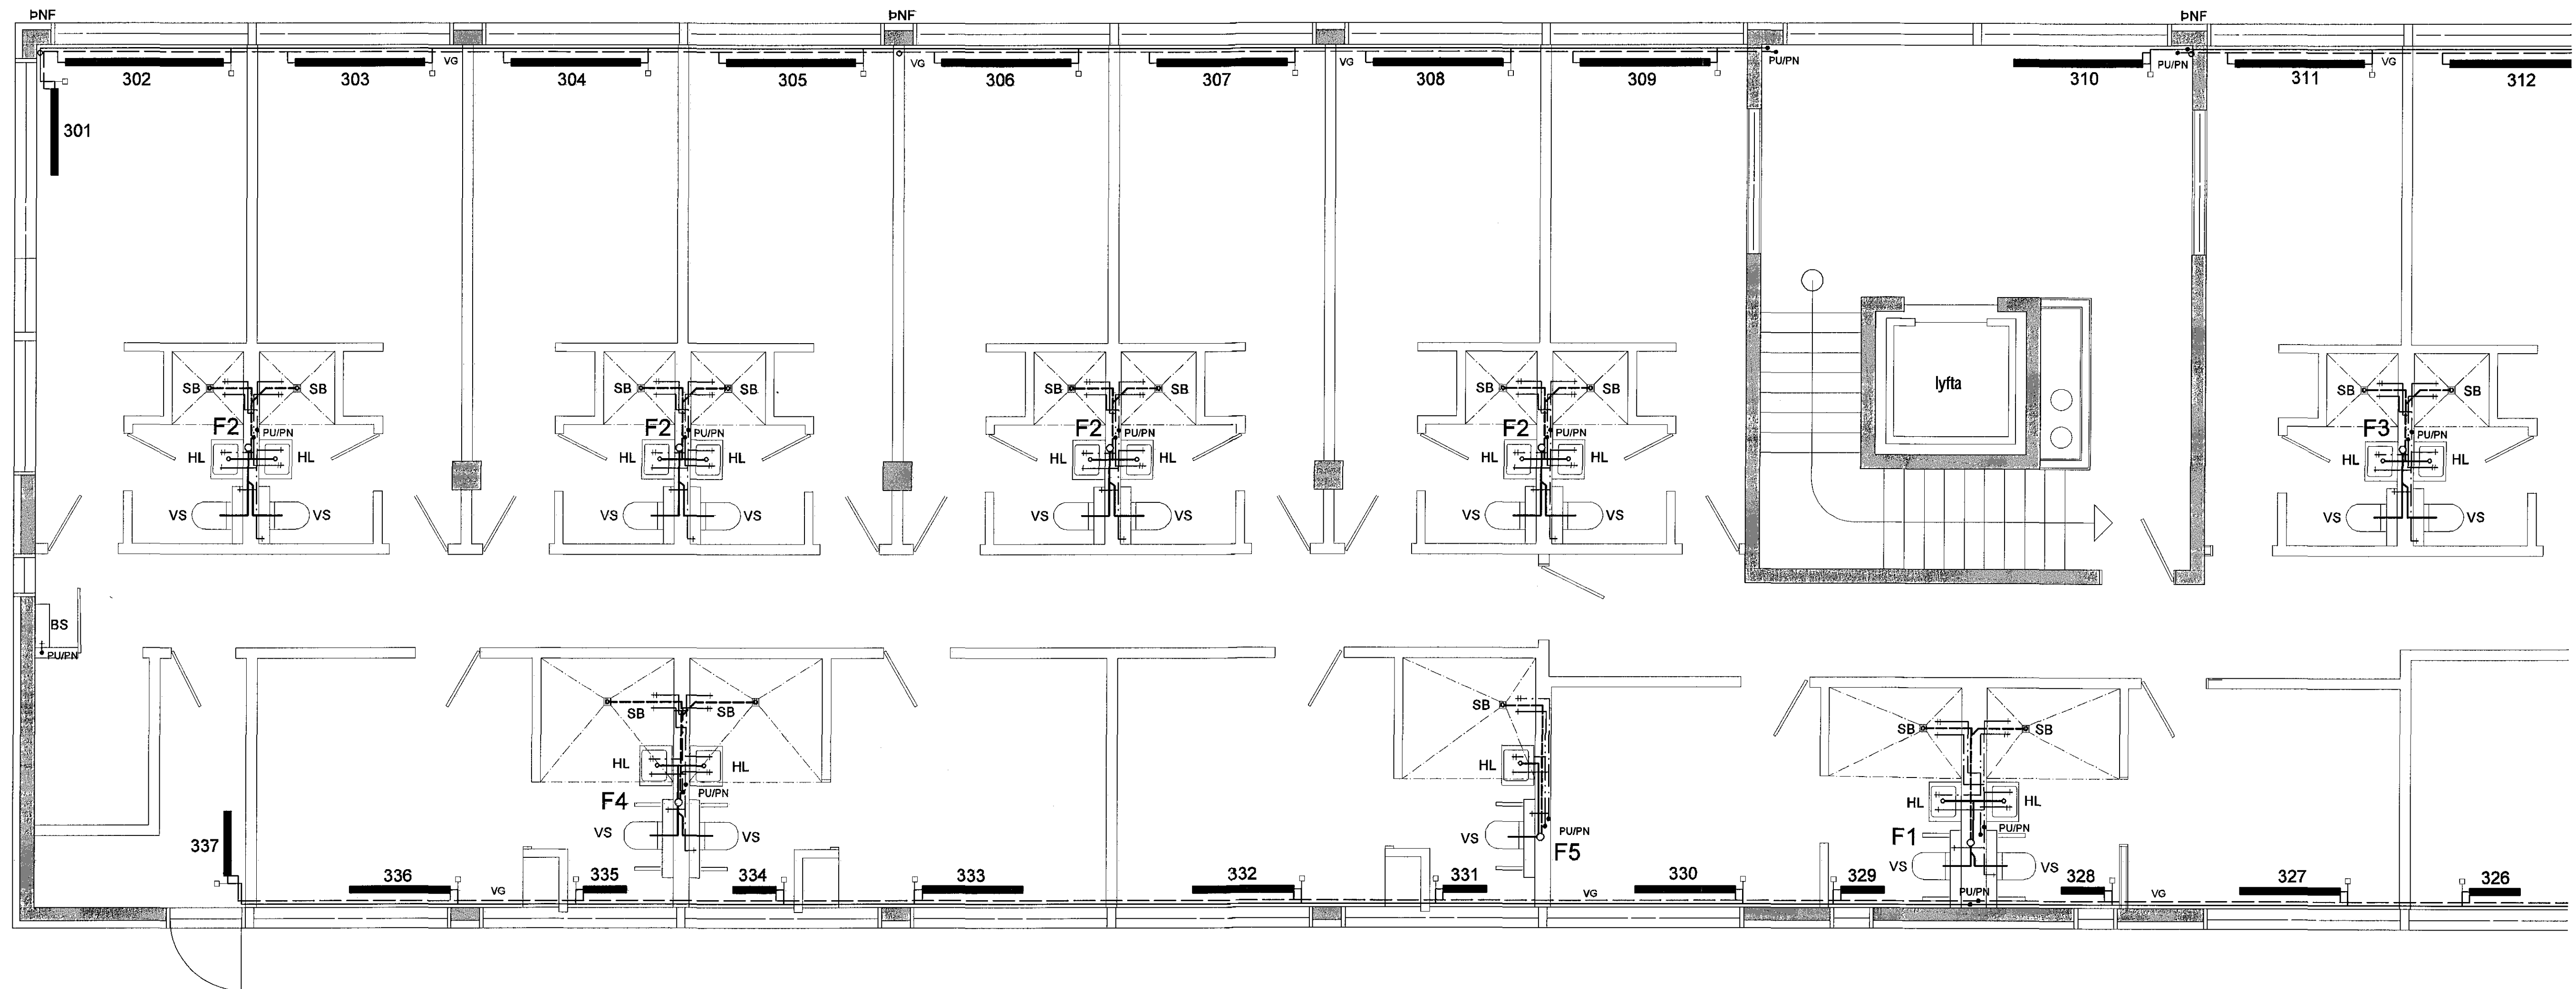 ÞNF ÞNF ÞNF
302 303 VG 304 305 VG 306 307 VG 308 309 PU/PN 310 PU/PN 311 VG 312
301
lyfta
SB SB SB SB SB SB SB SB SB SB
F2 PU/PN F2 PU/PN F2 PU/PN F2 PU/PN F3 PU/PN
HL HL HL HL HL HL HL HL HL HL
VS VS VS VS VS VS VS VS VS VS
BS
PU/PN
SB SB SB SB SB
HL HL HL
PU/PN
F4
HL HL
VS VS VS PU/PN F1 PU/PN
F5
337
VS VS
336 VG 335 334 333 332 331 VG 330 329 PU/PN 328 VG 327 326